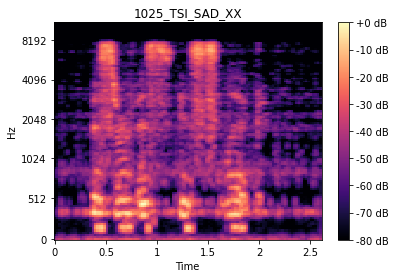 1025_TSI_SAD_XX
Hz
8192
4096
2048
1024
512
0
0
0.5
1
1.5
2
2.5
Time
+0 dB
-10 dB
-20 dB
-30 dB
-40 dB
-50 dB
-60 dB
-70 dB
-80 dB